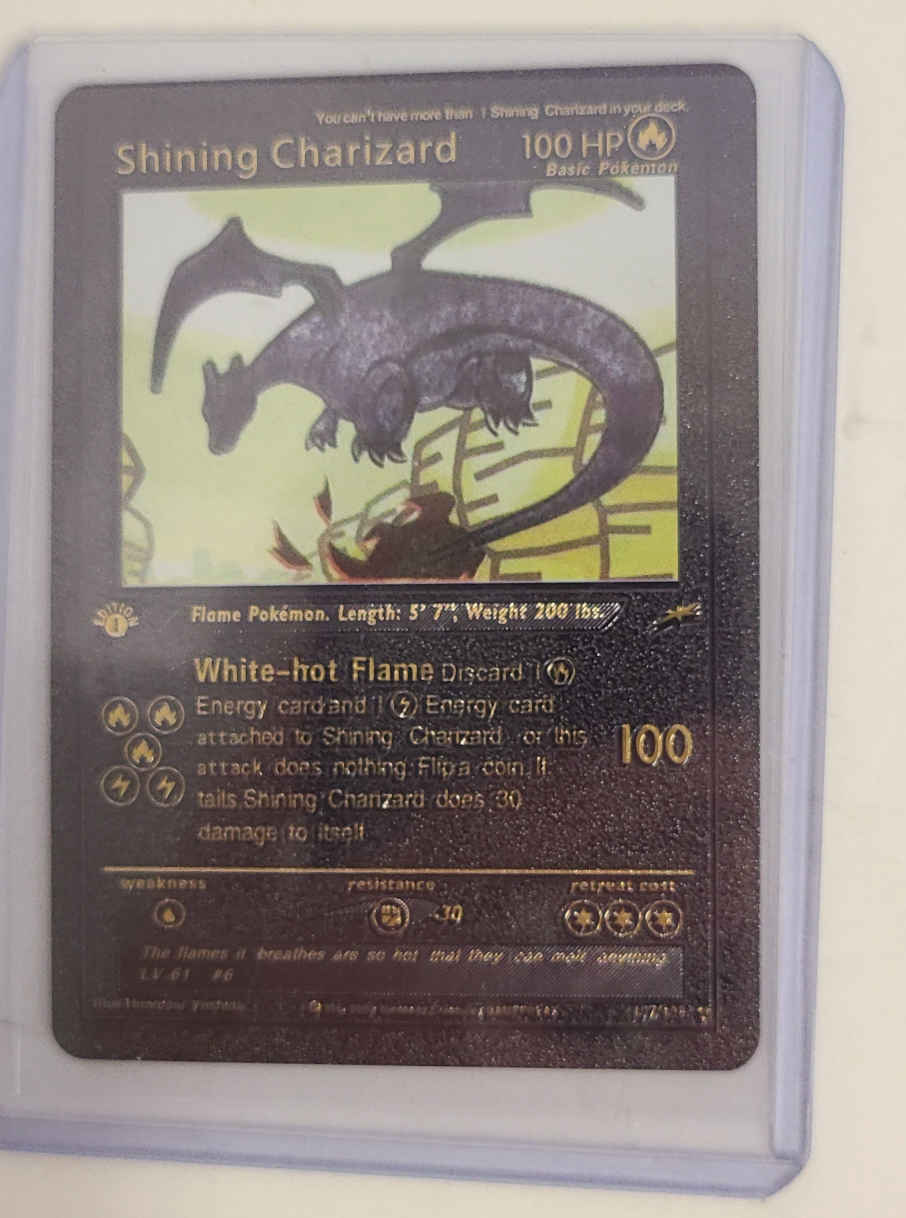 You can't have more than 1 Shining Charizard in your deck.
Shining Charizard 100 HP
Basic Pokémon
EDITION
1
Flame Pokémon. Length: 5' 7", Weight 200 lbs.
White-hot Flame Discard 1
Energy card and 1 Energy card
attached to Shining Charizard or this
attack does nothing. Flip a coin. If
tails, Shining Charizard does 30
damage to itself.
100
weakness resistance retreat cost
-30
The flames it breathes are so hot that they can melt anything.
LV.61 #6